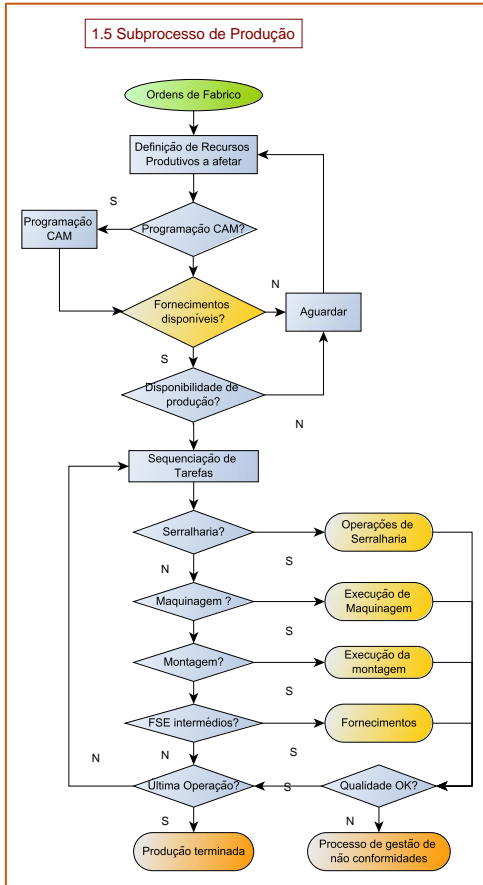 1.5 Subprocesso de Produção
Ordens de Fabrico
Definição de Recursos
Produtivos a afetar
S
Programação
CAM
Programação CAM?
N
Fornecimentos
disponíveis?
Aguardar
S
Disponibilidade de
produção?
N
Sequenciação de
Tarefas
Serralharia?
Operações de
Serralharia
S
N
Maquinagem ?
Execução de
Maquinagem
S
Montagem?
Execução da
montagem
S
FSE intermédios?
Fornecimentos
S
N
N
Última Operação?
S
Qualidade OK?
S
N
Produção terminada
Processo de gestão de
não conformidades